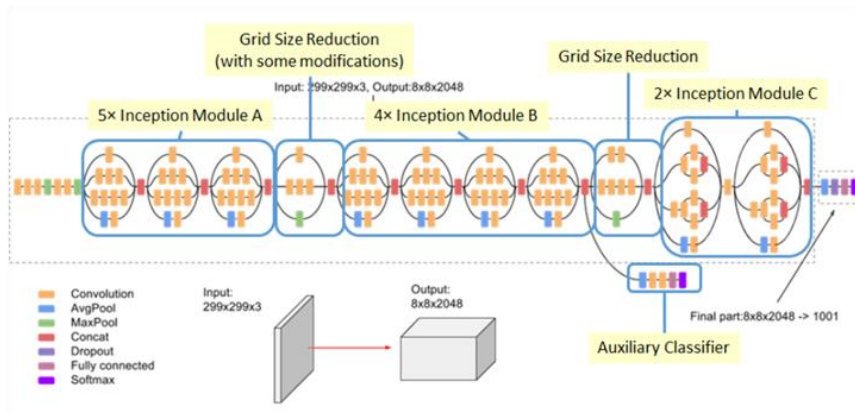 Grid Size Reduction
(with some modifications)
Grid Size Reduction
Input: 299x299x3, Output:8x8x2048
2× Inception Module C
5× Inception Module A
4× Inception Module B
Convolution
AvgPool
MaxPool
Concat
Dropout
Fully connected
Softmax
Input:
299x299x3
Output:
8x8x2048
Final part:8x8x2048 -> 1001
Auxiliary Classifier